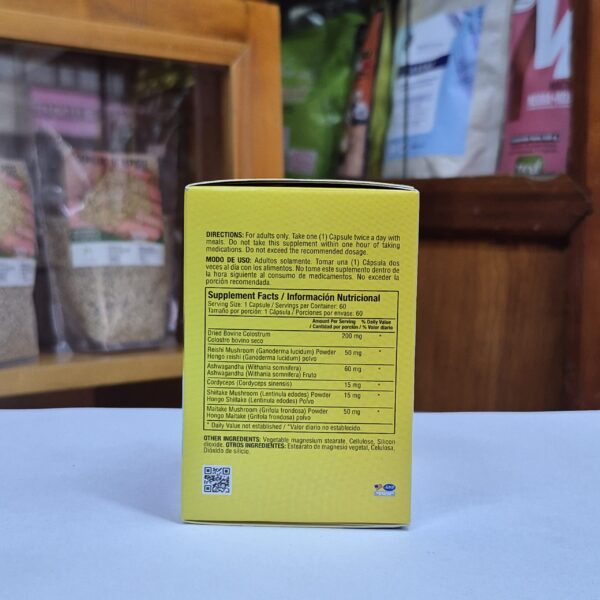 DIRECTIONS: For adults only. Take one (1) Capsule twice a day with
meals. Do not take this supplement within one hour of taking
medications. Do not exceed the recommended dosage.
MODO DE USO: Adultos solamente. Tomar una (1) Cápsula dos
veces al día con los alimentos. No tome este suplemento dentro de
la hora siguiente al consumo de medicamentos. No exceder la
porción recomendada.
Supplement Facts / Información Nutricional
Serving Size: 1 Capsule / Servings per Container: 60
Tamaño por porción: 1 Cápsula / Porciones por envase: 60
Amount Per Serving % Daily Value
/ Cantidad por porción / % Valor diario
Dried Bovine Colostrum 200 mg *
Colostro bovino seco
Reishi Mushroom (Ganoderma lucidum) Powder 50 mg *
Hongo reishi (Ganoderma lucidum) polvo
Ashwagandha (Withania somnifera) 60 mg *
Ashwagandha (Withania somnifera) Fruto
Cordyceps (Cordyceps sinensis) 15 mg *
Shiitake Mushroom (Lentinula edodes) Powder 15 mg *
Hongo Shiitake (Lentinula edodes) Polvo
Maitake Mushroom (Grifola frondosa) Powder 50 mg *
Hongo Maitake (Grifola frondosa) polvo
* Daily Value not established / *Valor diario no establecido.
OTHER INGREDIENTS: Vegetable magnesium stearate, Cellulose, Silicon
dioxide. OTROS INGREDIENTES: Estearato de magnesio vegetal, Celulosa,
Dióxido de silicio.